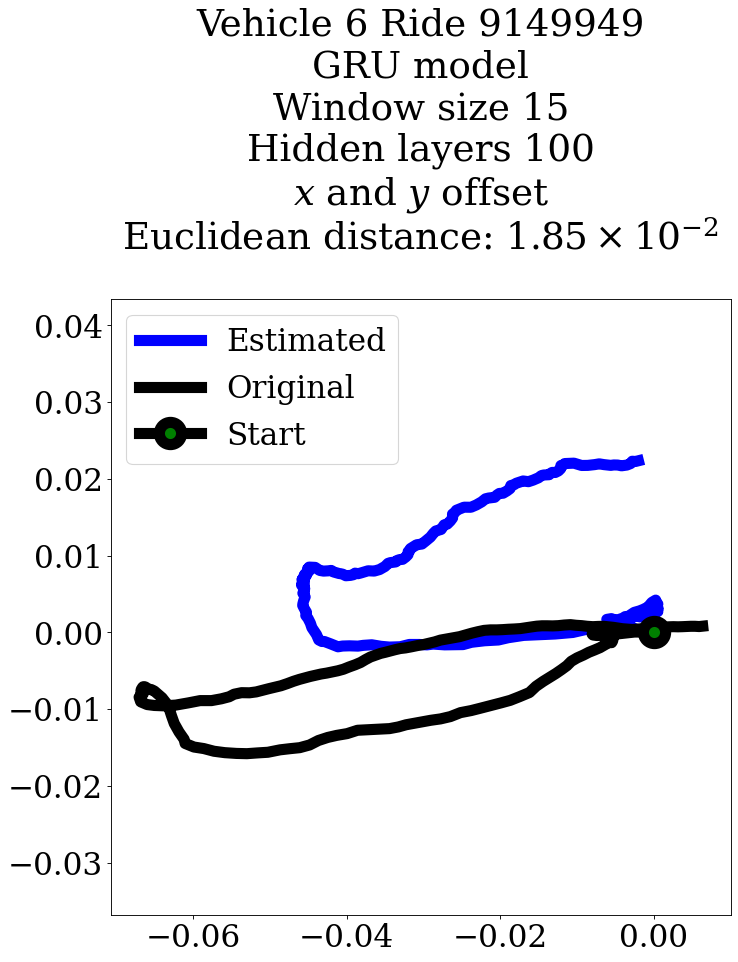 Vehicle 6 Ride 9149949
GRU model
Window size 15
Hidden layers 100
x and y offset
Euclidean distance: 1.85 × 10⁻²
Estimated
Original
Start
0.04
0.03
0.02
0.01
0.00
−0.01
−0.02
−0.03
−0.06 −0.04 −0.02 0.00